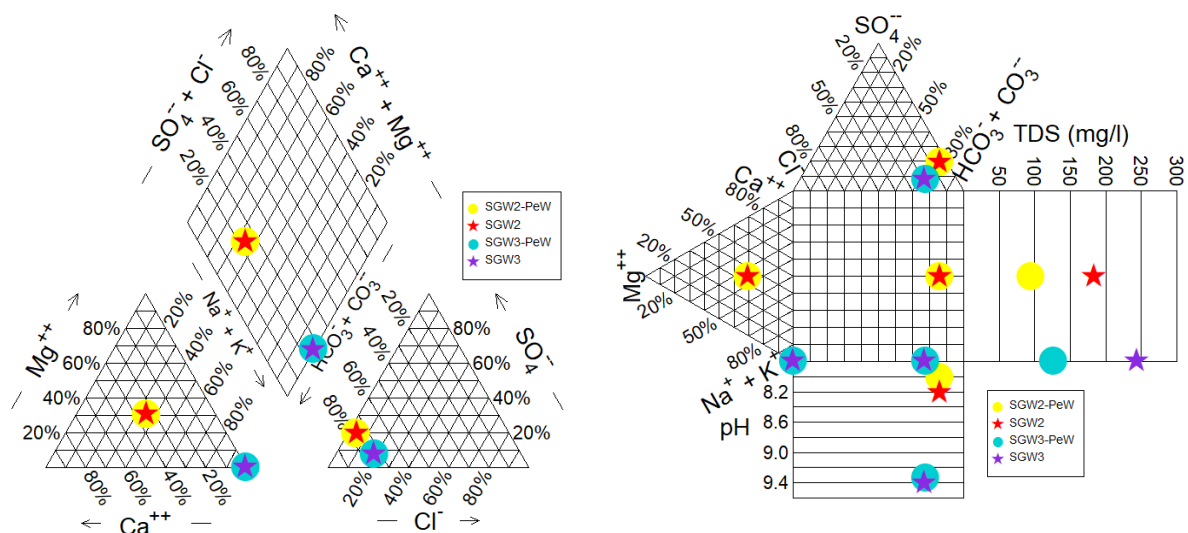 SO₄⁻⁻ + Cl⁻
Ca⁺⁺ + Mg⁺⁺
80%
60%
40%
20%
80%
60%
40%
20%
SGW2-PeW
SGW2
SGW3-PeW
SGW3
Na⁺ + K⁺
HCO₃⁻ + CO₃⁻⁻
Mg⁺⁺
80%
60%
40%
20%
20%
40%
60%
80%
80%
60%
40%
20%
Ca⁺⁺
20%
40%
60%
80%
SO₄⁻⁻
80%
60%
40%
20%
20%
40%
60%
80%
Cl⁻
SO₄⁻⁻
20%
50%
80%
20%
50%
80%
Cl⁻
HCO₃⁻ + CO₃⁻⁻
TDS (mg/l)
50
100
150
200
250
300
Ca⁺⁺
80%
50%
20%
Mg⁺⁺
20%
50%
80%
Na⁺ + K⁺
pH
8.2
8.6
9.0
9.4
SGW2-PeW
SGW2
SGW3-PeW
SGW3